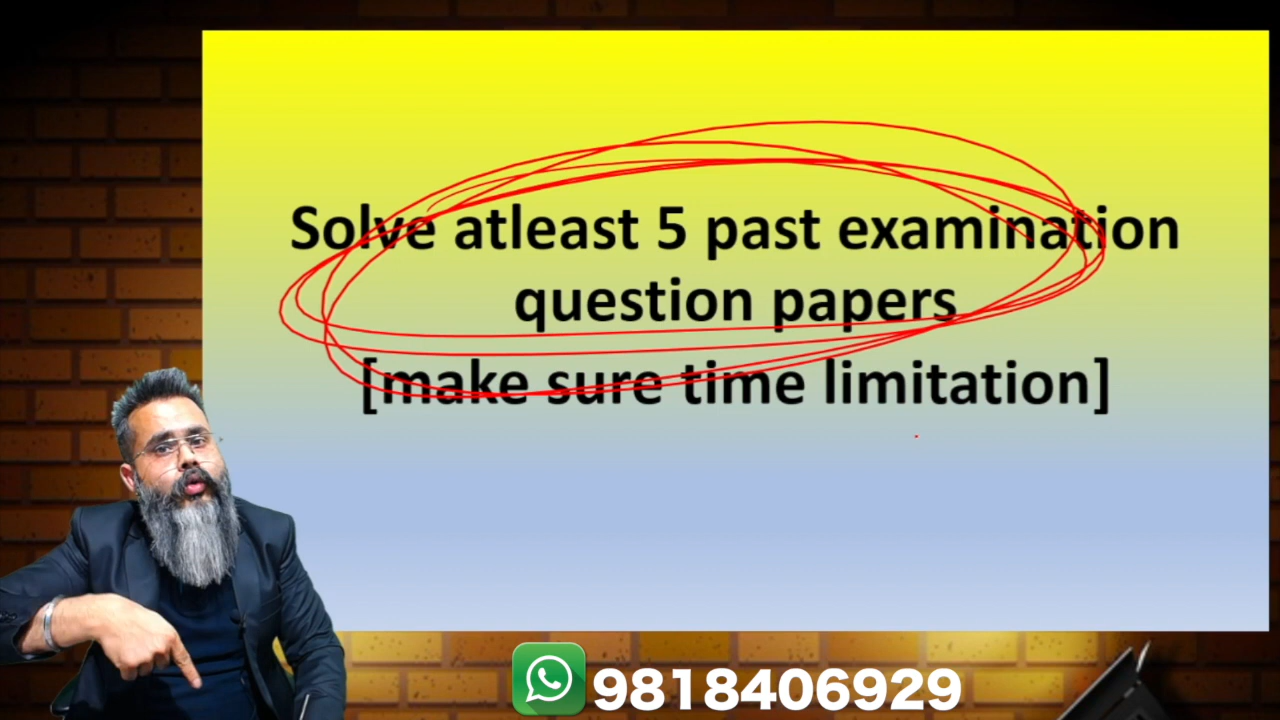 Solve atleast 5 past examination
question papers
[make sure time limitation]
9818406929